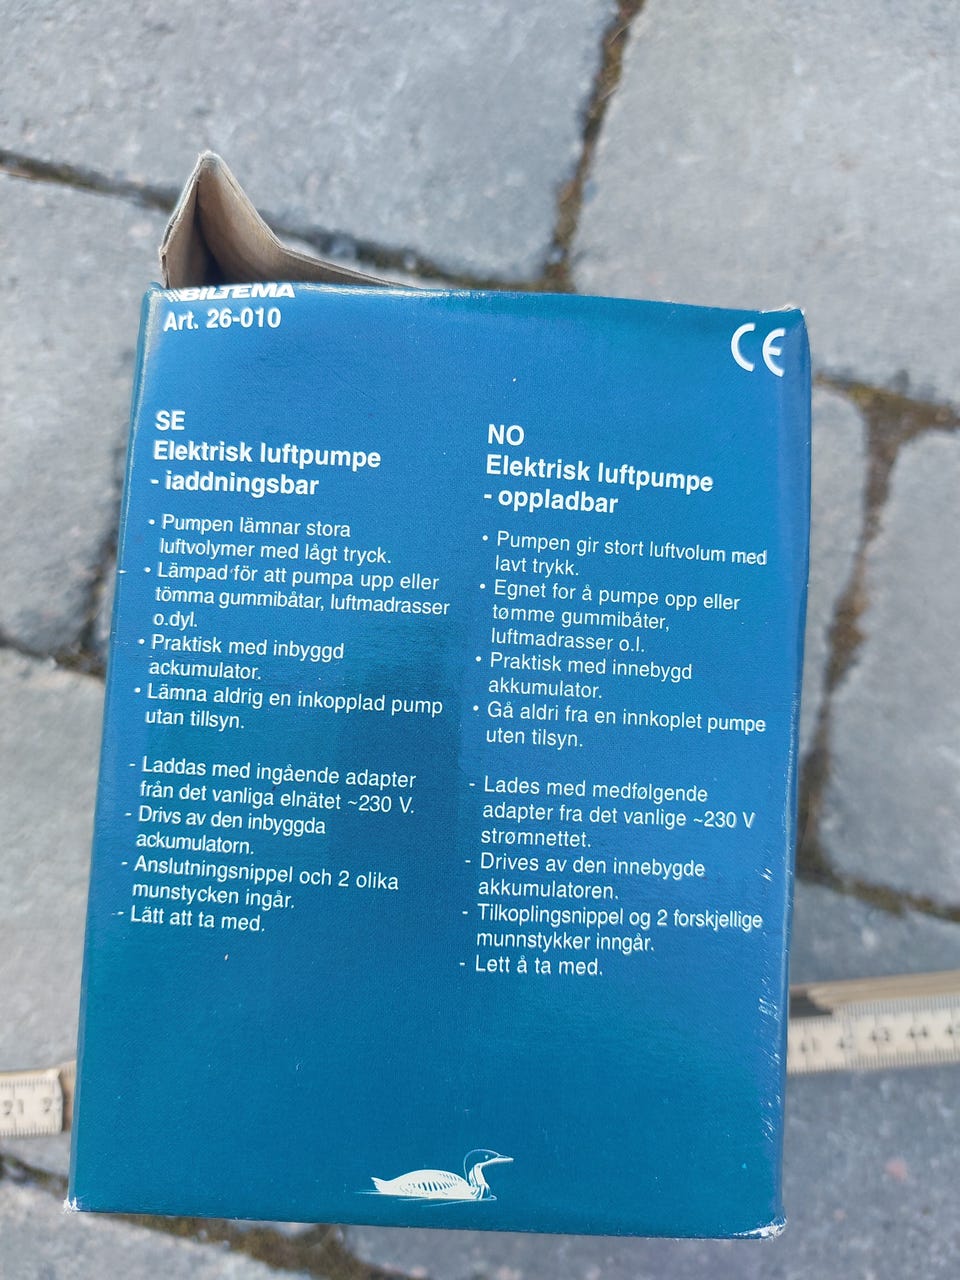 BILTEMA
Art. 26-010
CE
SE
Elektrisk luftpumpe
- iaddningsbar
• Pumpen lämnar stora
luftvolymer med lågt tryck.
• Lämpad för att pumpa upp eller
tömma gummibåtar, luftmadrasser
o.dyl.
• Praktisk med inbyggd
ackumulator.
• Lämna aldrig en inkopplad pump
utan tillsyn.
- Laddas med ingående adapter
från det vanliga elnätet ~230 V.
- Drivs av den inbyggda
ackumulatorn.
- Anslutningsnippel och 2 olika
munstycken ingår.
- Lätt att ta med.
NO
Elektrisk luftpumpe
- oppladbar
• Pumpen gir stort luftvolum med
lavt trykk.
• Egnet for å pumpe opp eller
tømme gummibåter,
luftmadrasser o.l.
• Praktisk med innebygd
akkumulator.
• Gå aldri fra en innkoplet pumpe
uten tilsyn.
- Lades med medfølgende
adapter fra det vanlige ~230 V
strømnettet.
- Drives av den innebygde
akkumulatoren.
- Tilkoplingsnippel og 2 forskjellige
munnstykker inngår.
- Lett å ta med.
21
43 44